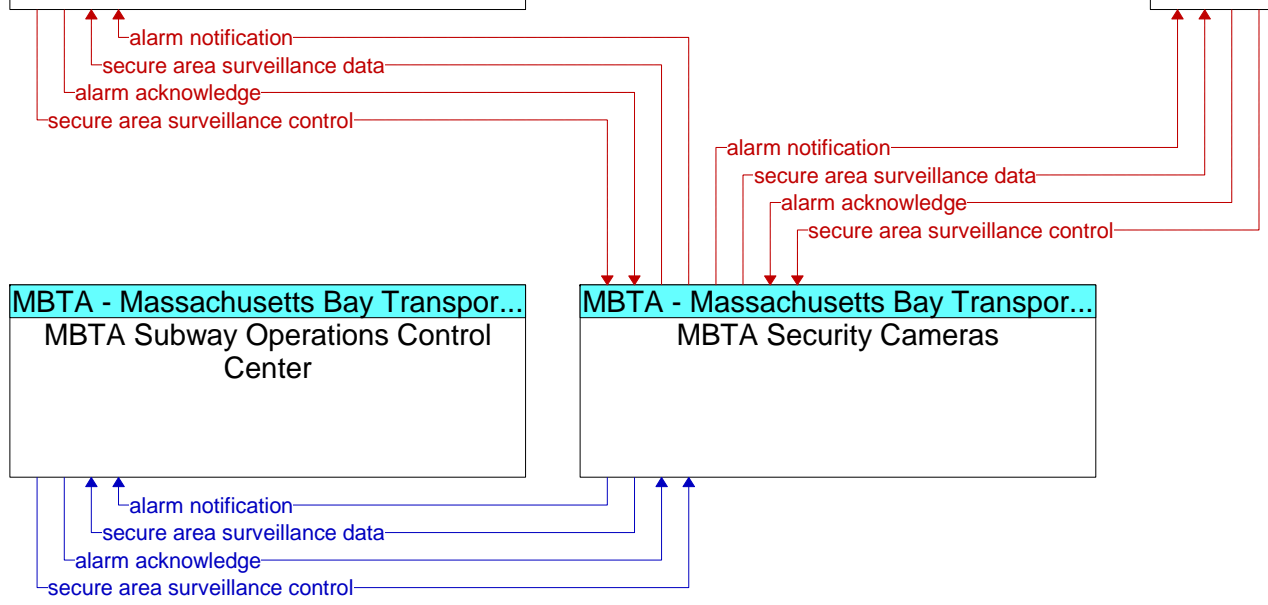 alarm notification
secure area surveillance data
alarm acknowledge
secure area surveillance control
alarm notification
secure area surveillance data
alarm acknowledge
secure area surveillance control
MBTA - Massachusetts Bay Transpor...
MBTA Subway Operations Control
Center
MBTA - Massachusetts Bay Transpor...
MBTA Security Cameras
alarm notification
secure area surveillance data
alarm acknowledge
secure area surveillance control